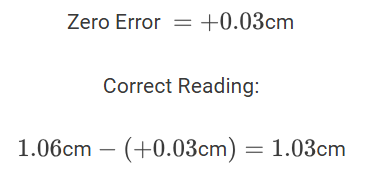 Zero Error = +0.03cm
Correct Reading:
1.06cm − (+0.03cm) = 1.03cm